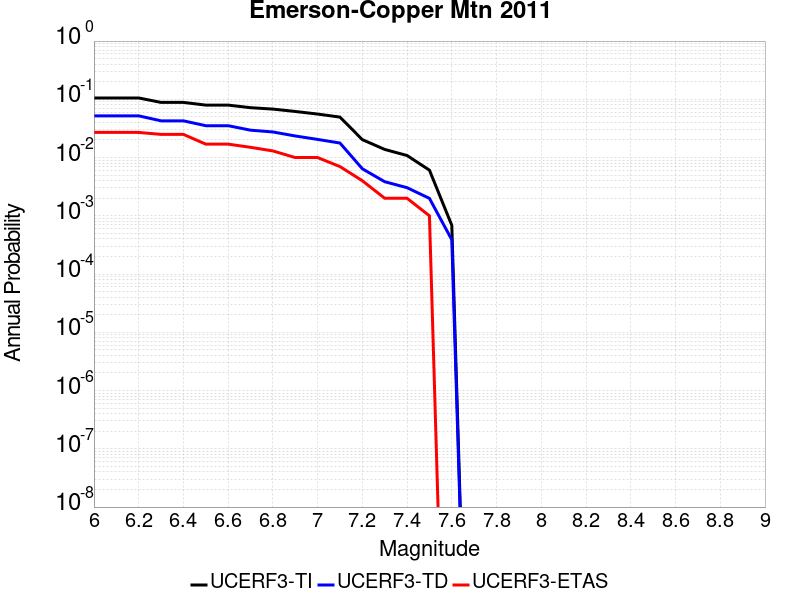 Emerson-Copper Mtn 2011
10^0
10^-1
10^-2
10^-3
10^-4
10^-5
10^-6
10^-7
10^-8
Annual Probability
6 6.2 6.4 6.6 6.8 7 7.2 7.4 7.6 7.8 8 8.2 8.4 8.6 8.8 9
Magnitude
UCERF3-TI UCERF3-TD UCERF3-ETAS